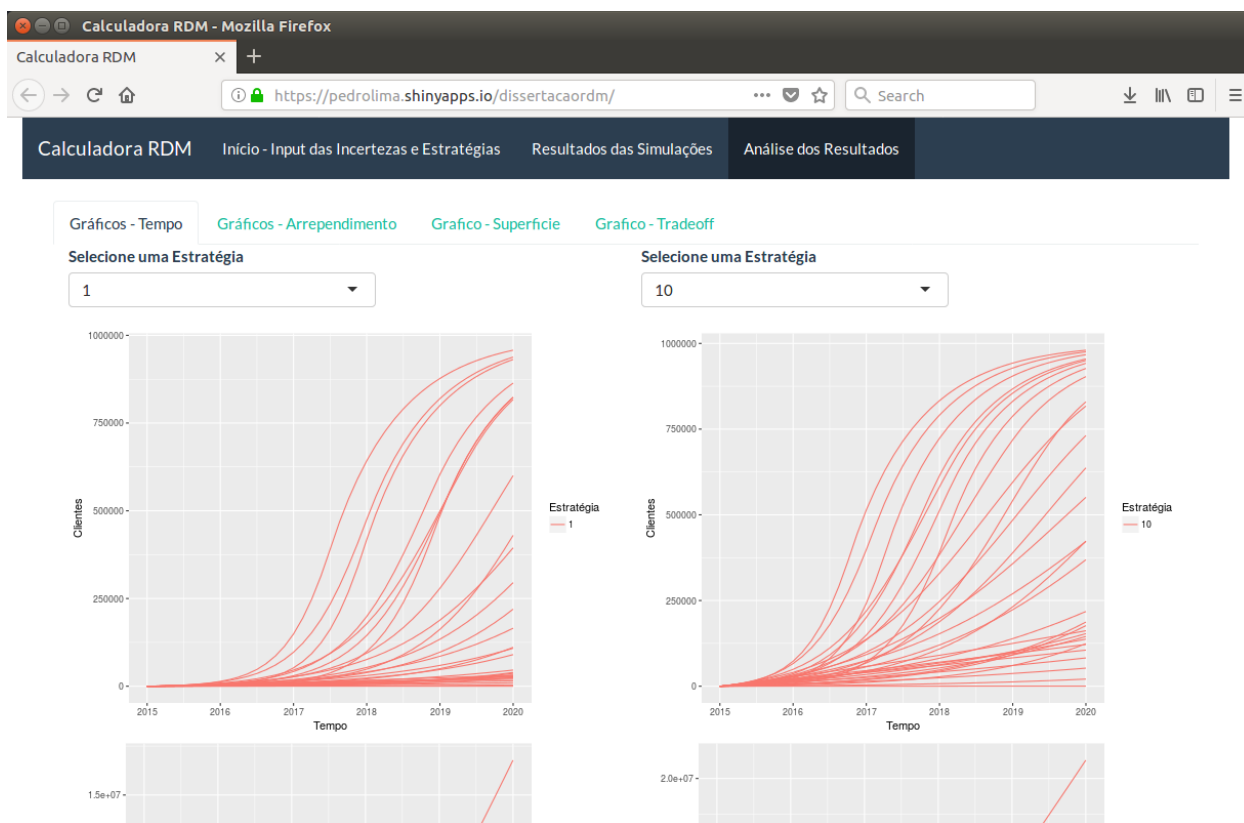 Calculadora RDM - Mozilla Firefox
Calculadora RDM × +
https://pedrolima.shinyapps.io/dissertacaordm/ ... Search
Calculadora RDM Início - Input das Incertezas e Estratégias Resultados das Simulações Análise dos Resultados
Gráficos - Tempo Gráficos - Arrependimento Grafico - Superficie Grafico - Tradeoff
Selecione uma Estratégia
1
1000000
750000
500000
250000
0
Clientes
2015 2016 2017 2018 2019 2020
Tempo
Estratégia
1
1.5e+07
Selecione uma Estratégia
10
1000000
750000
500000
250000
0
Clientes
2015 2016 2017 2018 2019 2020
Tempo
Estratégia
10
2.0e+07